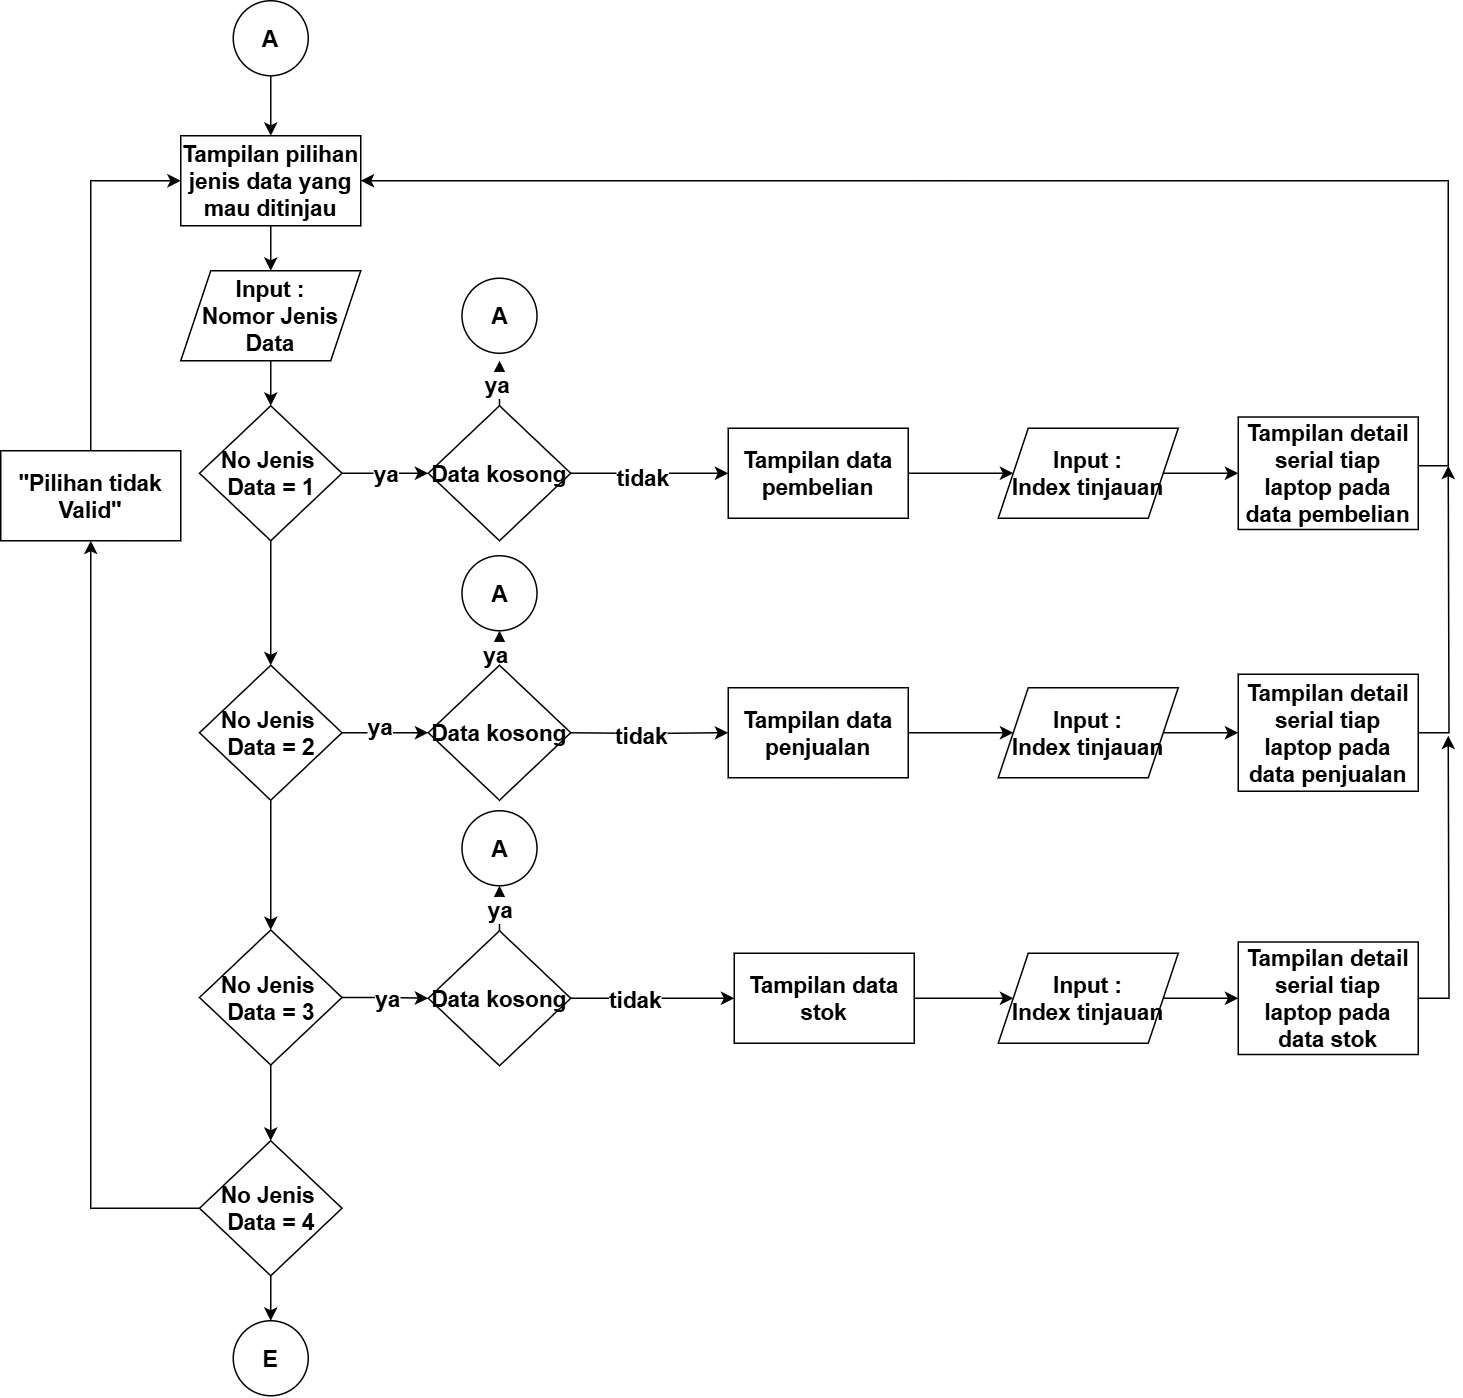 A
Tampilan pilihan
jenis data yang
mau ditinjau
Input :
Nomor Jenis
Data
A
ya
No Jenis
Data = 1
ya
Data kosong
tidak
Tampilan data
pembelian
Input :
Index tinjauan
Tampilan detail
serial tiap
laptop pada
data pembelian
"Pilihan tidak
Valid"
A
ya
No Jenis
Data = 2
ya
Data kosong
tidak
Tampilan data
penjualan
Input :
Index tinjauan
Tampilan detail
serial tiap
laptop pada
data penjualan
A
ya
No Jenis
Data = 3
ya
Data kosong
tidak
Tampilan data
stok
Input :
Index tinjauan
Tampilan detail
serial tiap
laptop pada
data stok
No Jenis
Data = 4
E